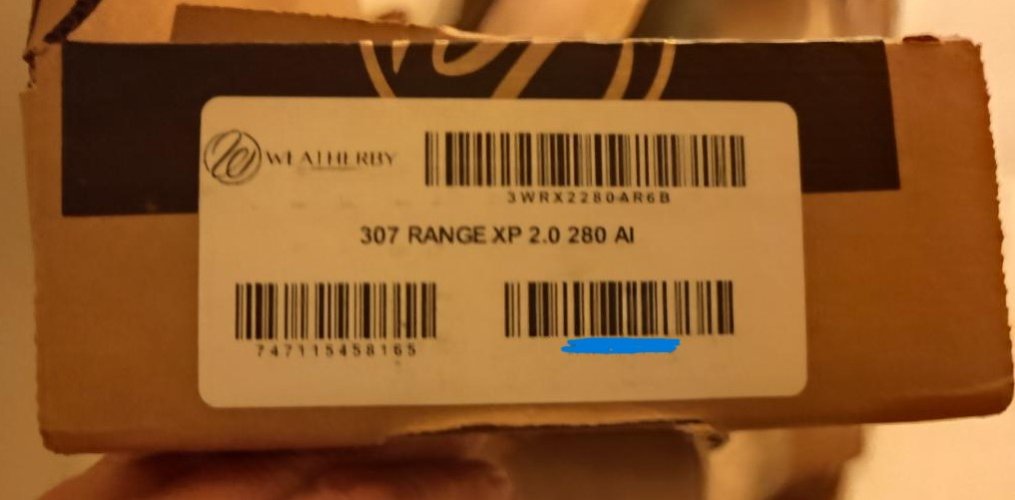 WEATHERBY
3WRX2280AR6B
307 RANGE XP 2.0 280 AI
747115458165